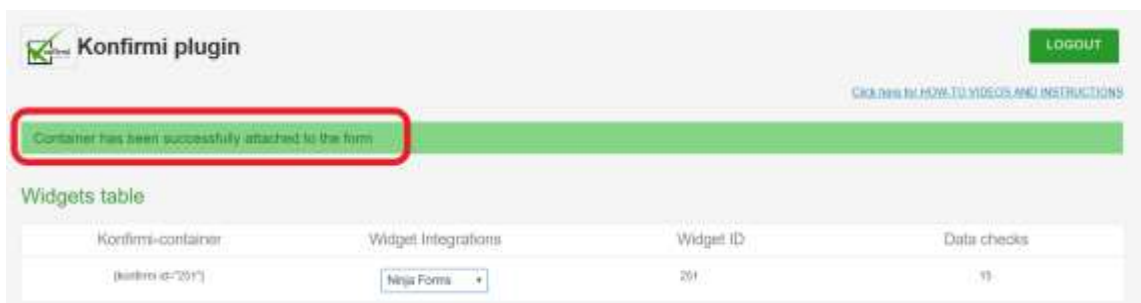 Konfirmi plugin
LOGOUT
Click here for HOW-TO VIDEOS AND INSTRUCTIONS
Container has been successfully attached to the form
Widgets table
Konfirmi-container Widget Integrations Widget ID Data checks
[konfirmi id="201"] Ninja Forms 201